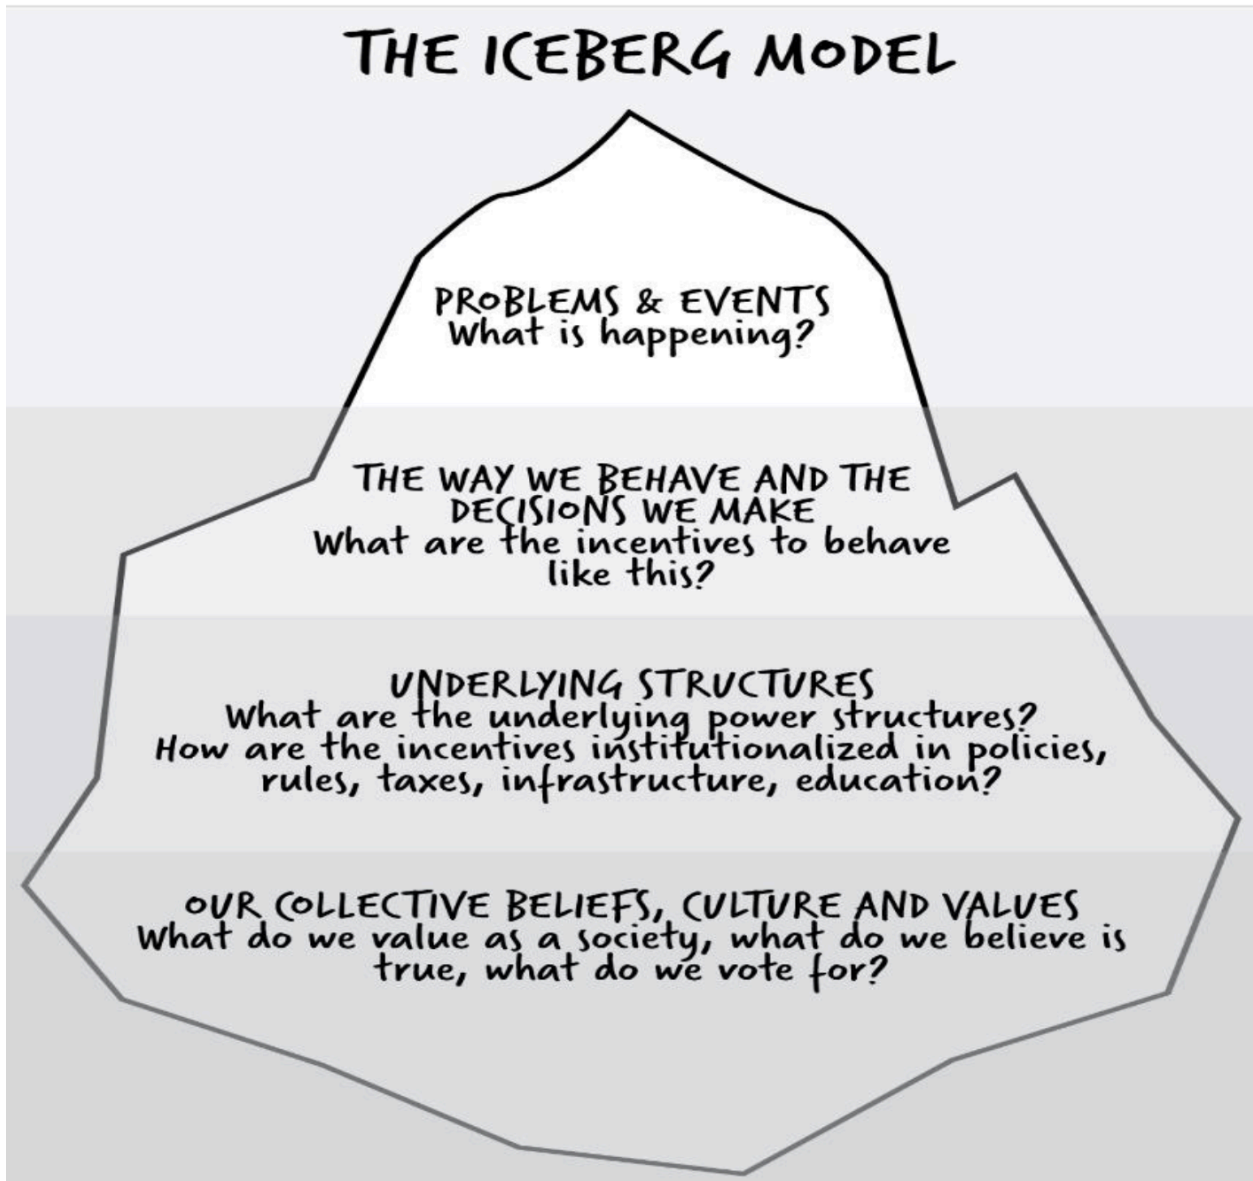 THE ICEBERG MODEL
PROBLEMS & EVENTS
What is happening?
THE WAY WE BEHAVE AND THE
DECISIONS WE MAKE
What are the incentives to behave
like this?
UNDERLYING STRUCTURES
What are the underlying power structures?
How are the incentives institutionalized in policies,
rules, taxes, infrastructure, education?
OUR COLLECTIVE BELIEFS, CULTURE AND VALUES
What do we value as a society, what do we believe is
true, what do we vote for?